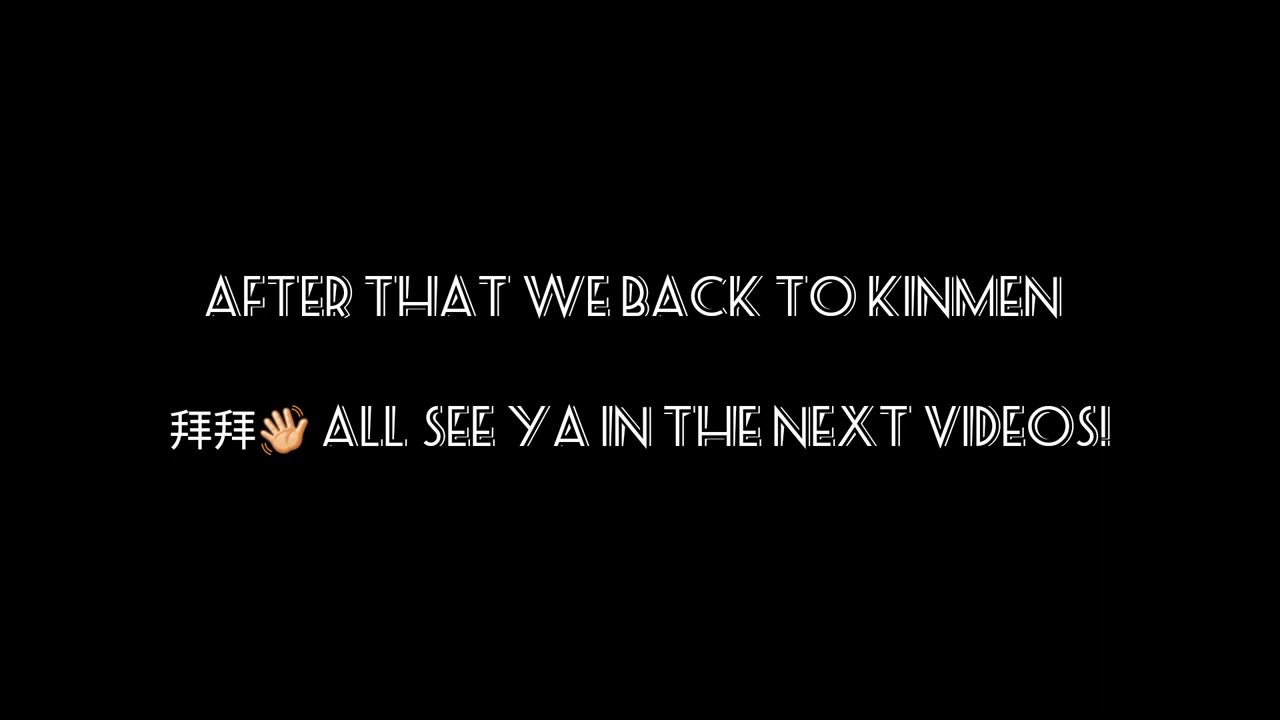 AFTER THAT WE BACK TO KINMEN
拜拜👋 ALL SEE YA IN THE NEXT VIDEOS!